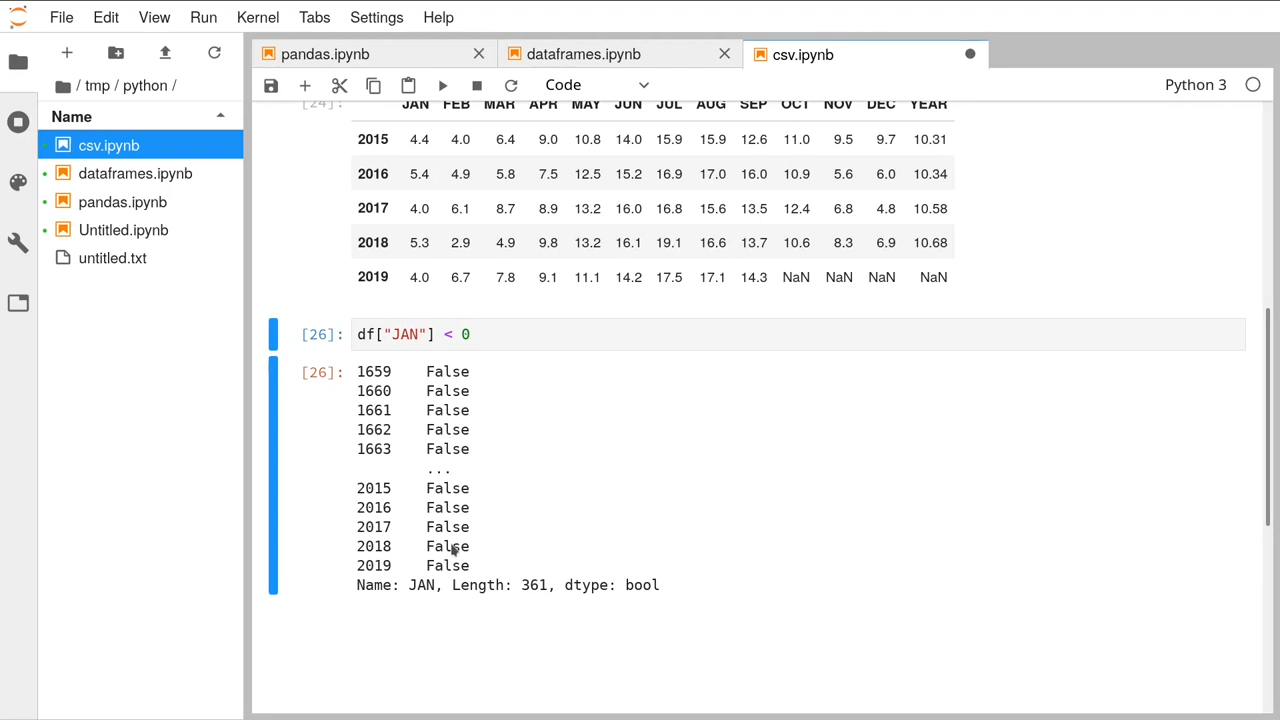 File Edit View Run Kernel Tabs Settings Help
pandas.ipynb dataframes.ipynb csv.ipynb
/ tmp / python /
Code Python 3
Name
csv.ipynb
dataframes.ipynb
pandas.ipynb
Untitled.ipynb
untitled.txt
[24]: JAN FEB MAR APR MAY JUN JUL AUG SEP OCT NOV DEC YEAR
2015 4.4 4.0 6.4 9.0 10.8 14.0 15.9 15.9 12.6 11.0 9.5 9.7 10.31
2016 5.4 4.9 5.8 7.5 12.5 15.2 16.9 17.0 16.0 10.9 5.6 6.0 10.34
2017 4.0 6.1 8.7 8.9 13.2 16.0 16.8 15.6 13.5 12.4 6.8 4.8 10.58
2018 5.3 2.9 4.9 9.8 13.2 16.1 19.1 16.6 13.7 10.6 8.3 6.9 10.68
2019 4.0 6.7 7.8 9.1 11.1 14.2 17.5 17.1 14.3 NaN NaN NaN NaN
[26]: df["JAN"] < 0
[26]: 1659 False
1660 False
1661 False
1662 False
1663 False
...
2015 False
2016 False
2017 False
2018 False
2019 False
Name: JAN, Length: 361, dtype: bool